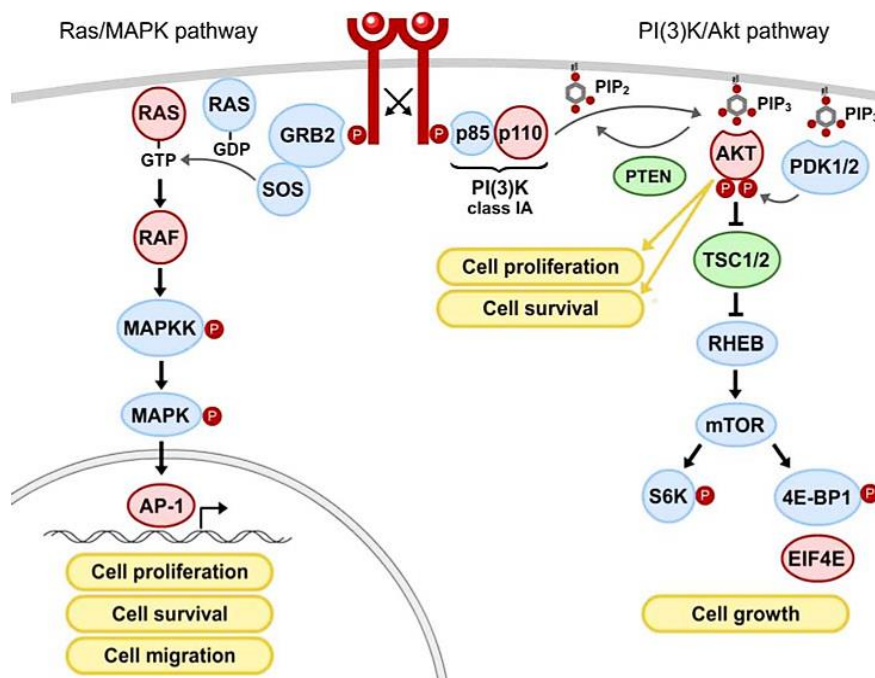 Ras/MAPK pathway
PI(3)K/Akt pathway
RAS
GTP
RAS
GDP
GRB2
SOS
P
P
p85
p110
PI(3)K
class IA
PIP2
PTEN
PIP3
AKT
P
P
PIP
PDK1/2
RAF
MAPKK
P
MAPK
P
AP-1
Cell proliferation
Cell survival
Cell migration
Cell proliferation
Cell survival
TSC1/2
RHEB
mTOR
S6K
P
4E-BP1
P
EIF4E
Cell growth